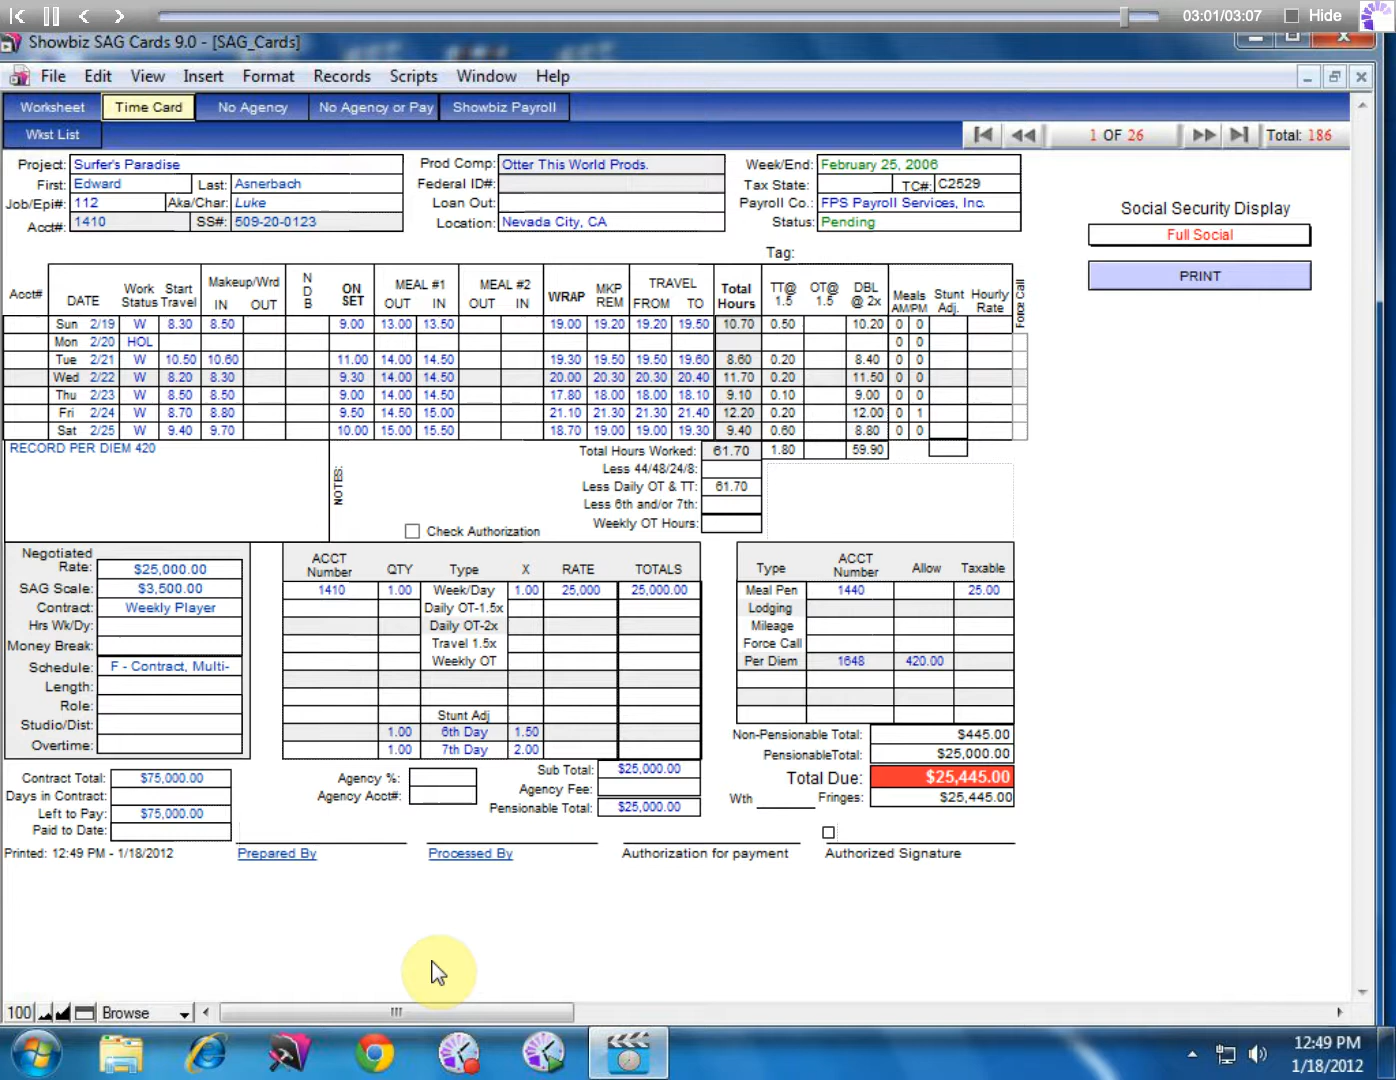 03:01/03:07 Hide
Showbiz SAG Cards 9.0 - [SAG_Cards]
File Edit View Insert Format Records Scripts Window Help
Worksheet Time Card No Agency No Agency or Pay Showbiz Payroll
Wkst List 1 OF 26 Total: 186
Project: Surfer's Paradise Prod Comp: Otter This World Prods. Week/End: February 25, 2006
First: Edward Last: Asnerbach Federal ID#: Tax State: TC#: C2529
Job/Epi#: 112 Aka/Char: Luke Loan Out: Payroll Co.: FPS Payroll Services, Inc.
Acct#: 1410 SS#: 509-20-0123 Location: Nevada City, CA Status: Pending
Social Security Display
Full Social
PRINT
Tag:
Acct# DATE Work Status Start Travel Makeup/Wrd IN OUT N D B ON SET MEAL #1 OUT IN MEAL #2 OUT IN WRAP MKP REM TRAVEL FROM TO Total Hours TT@ 1.5 OT@ 1.5 DBL @ 2x Meals AM/PM Stunt Adj. Hourly Rate Force Call
Sun 2/19 W 8.30 8.50 9.00 13.00 13.50 19.00 19.20 19.20 19.50 10.70 0.50 10.20 0 0
Mon 2/20 HOL 0 0
Tue 2/21 W 10.50 10.60 11.00 14.00 14.50 19.30 19.50 19.50 19.60 8.60 0.20 8.40 0 0
Wed 2/22 W 8.20 8.30 9.30 14.00 14.50 20.00 20.30 20.30 20.40 11.70 0.20 11.50 0 0
Thu 2/23 W 8.50 8.50 9.00 14.00 14.50 17.80 18.00 18.00 18.10 9.10 0.10 9.00 0 0
Fri 2/24 W 8.70 8.80 9.50 14.50 15.00 21.10 21.30 21.30 21.40 12.20 0.20 12.00 0 1
Sat 2/25 W 9.40 9.70 10.00 15.00 15.50 18.70 19.00 19.00 19.30 9.40 0.60 8.80 0 0
RECORD PER DIEM 420
NOTES:
Total Hours Worked: 61.70 1.80 59.90
Less 44/48/24/8:
Less Daily OT & TT: 61.70
Less 6th and/or 7th:
Weekly OT Hours:
Check Authorization
Negotiated Rate: $25,000.00
SAG Scale: $3,500.00
Contract: Weekly Player
Hrs Wk/Dy:
Money Break:
Schedule: F - Contract, Multi-
Length:
Role:
Studio/Dist:
Overtime:
ACCT Number QTY Type X RATE TOTALS
1410 1.00 Week/Day 1.00 25,000 25,000.00
Daily OT-1.5x
Daily OT-2x
Travel 1.5x
Weekly OT
Stunt Adj
1.00 6th Day 1.50
1.00 7th Day 2.00
Type ACCT Number Allow Taxable
Meal Pen 1440 25.00
Lodging
Mileage
Force Call
Per Diem 1648 420.00
Non-Pensionable Total: $445.00
PensionableTotal: $25,000.00
Total Due: $25,445.00
Wth Fringes: $25,445.00
Contract Total: $75,000.00
Days in Contract:
Left to Pay: $75,000.00
Paid to Date:
Agency %:
Agency Acct#:
Sub Total: $25,000.00
Agency Fee:
Pensionable Total: $25,000.00
Printed: 12:49 PM - 1/18/2012 Prepared By Processed By Authorization for payment Authorized Signature
100 Browse
12:49 PM
1/18/2012